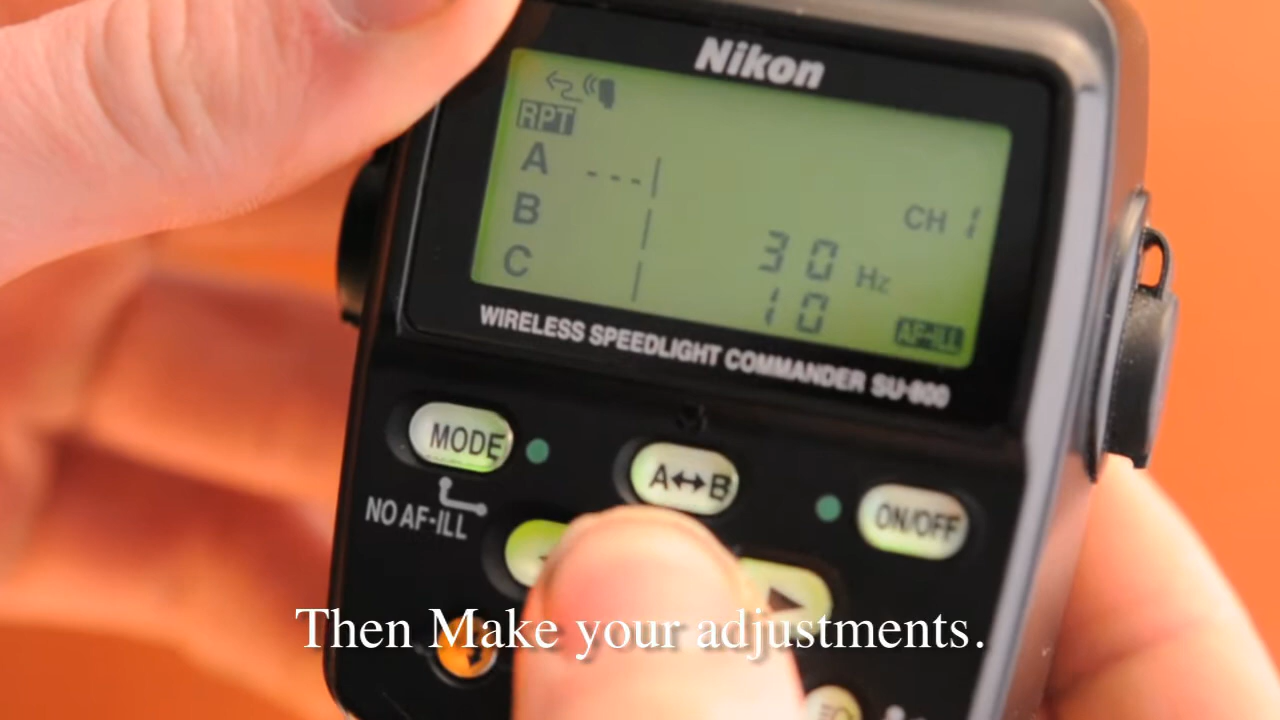 Nikon
RPT
A ---
B
C
CH 1
30 Hz
10
AF-ILL
WIRELESS SPEEDLIGHT COMMANDER SU-800
MODE
A↔B
ON/OFF
NO AF·ILL
Then Make your adjustments.